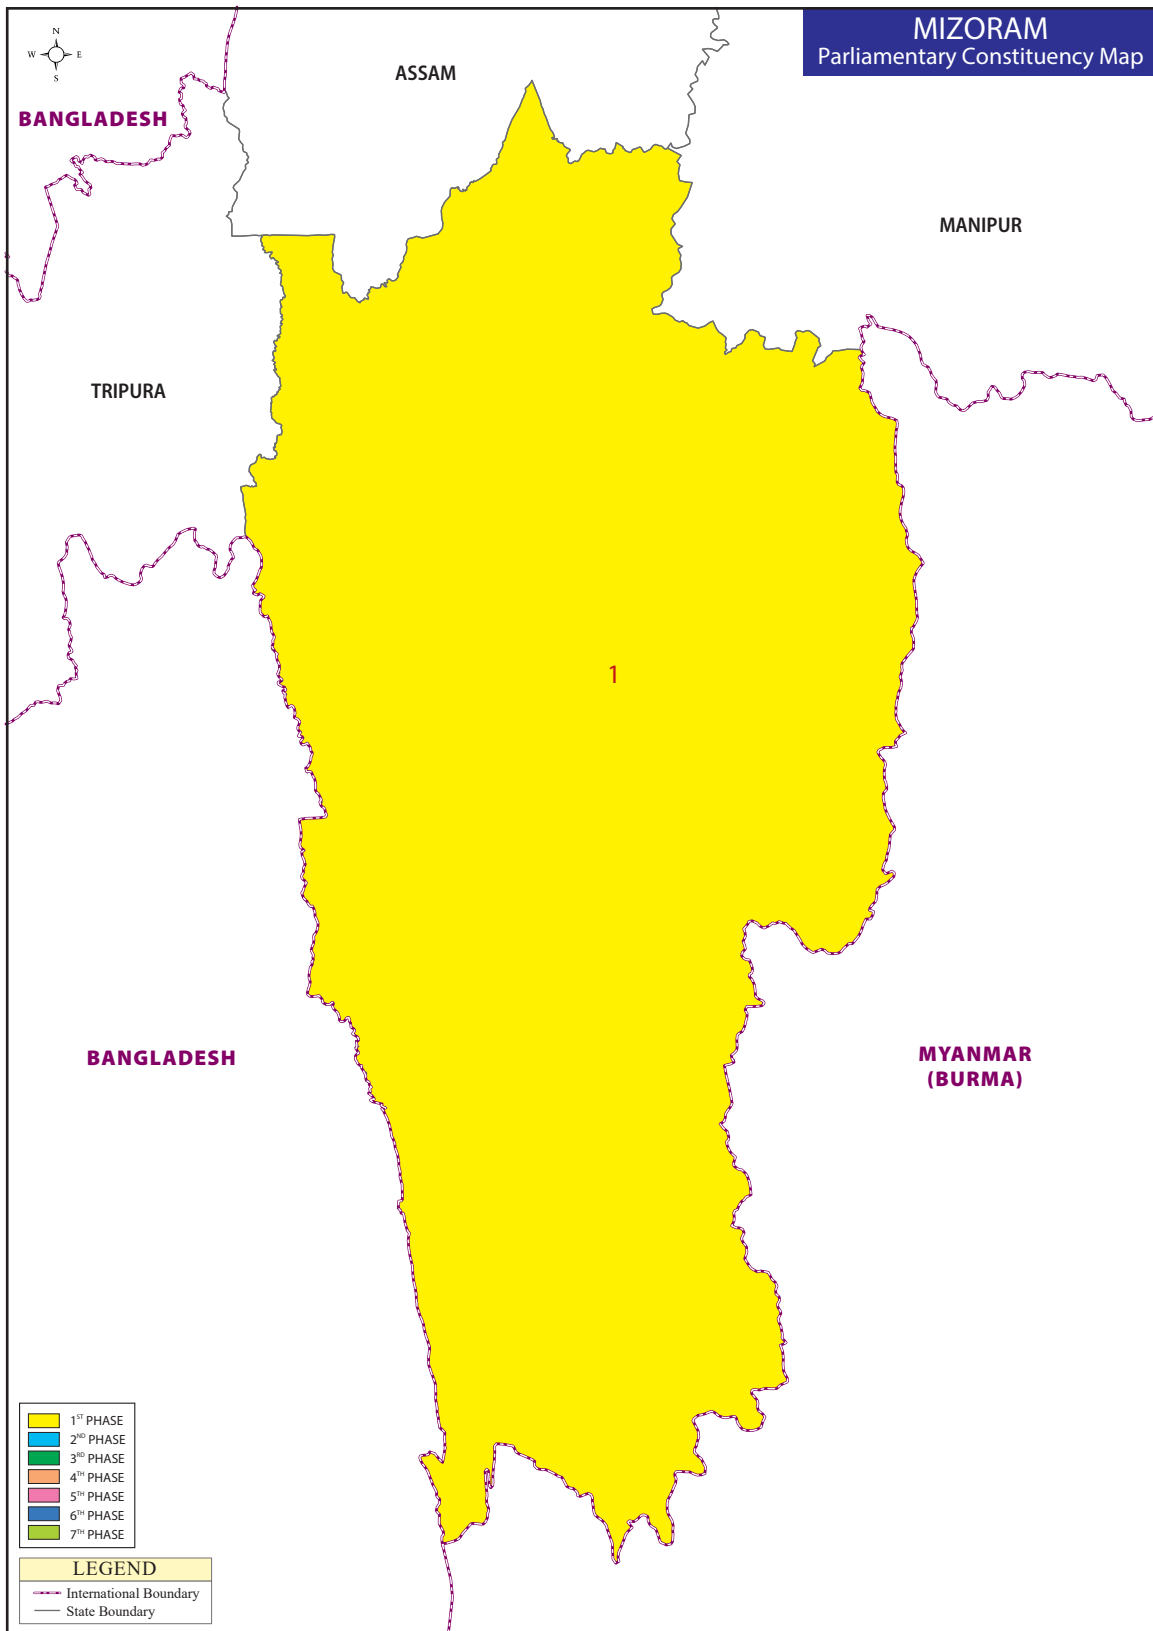 MIZORAM
Parliamentary Constituency Map
N
W E
S
ASSAM
BANGLADESH
MANIPUR
TRIPURA
1
BANGLADESH
MYANMAR
(BURMA)
1ST PHASE
2ND PHASE
3RD PHASE
4TH PHASE
5TH PHASE
6TH PHASE
7TH PHASE
LEGEND
International Boundary
State Boundary